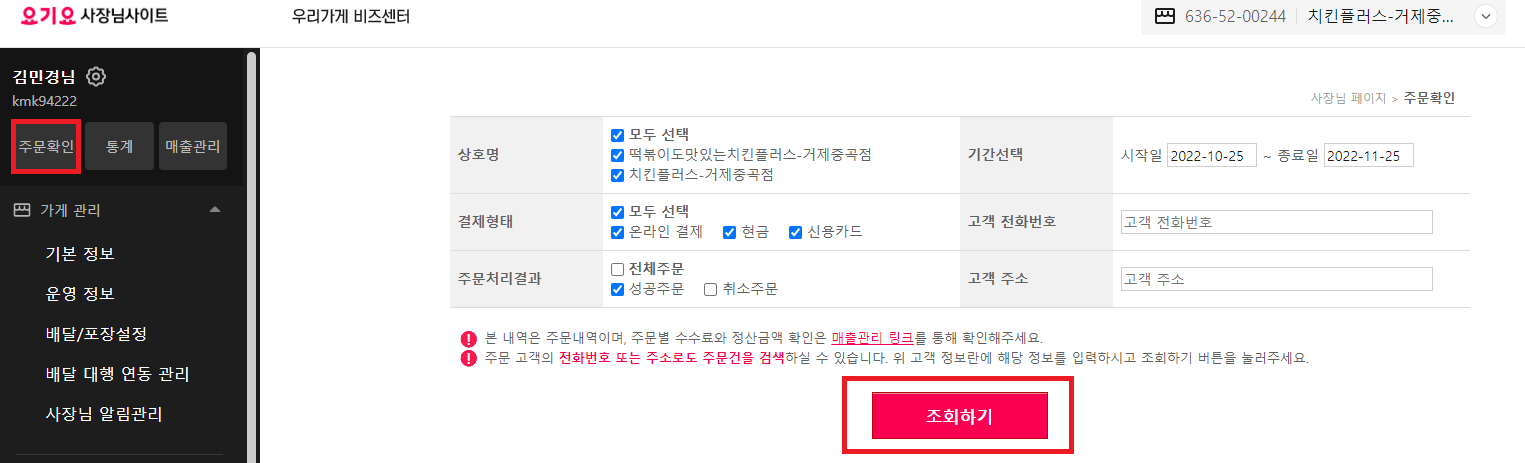 요기요 사장님사이트
우리가게 비즈센터
636-52-00244 치킨플러스-거제중...
김민경님
kmk94222
주문확인 통계 매출관리
가게 관리
기본 정보
운영 정보
배달/포장설정
배달 대행 연동 관리
사장님 알림관리
사장님 페이지 > 주문확인
상호명
모두 선택
떡볶이도맛있는치킨플러스-거제중곡점
치킨플러스-거제중곡점
기간선택
시작일 2022-10-25 ~ 종료일 2022-11-25
결제형태
모두 선택
온라인 결제 현금 신용카드
고객 전화번호
고객 전화번호
주문처리결과
전체주문
성공주문 취소주문
고객 주소
고객 주소
본 내역은 주문내역이며, 주문별 수수료와 정산금액 확인은 매출관리 링크를 통해 확인해주세요.
주문 고객의 전화번호 또는 주소로도 주문건을 검색하실 수 있습니다. 위 고객 정보란에 해당 정보를 입력하시고 조회하기 버튼을 눌러주세요.
조회하기